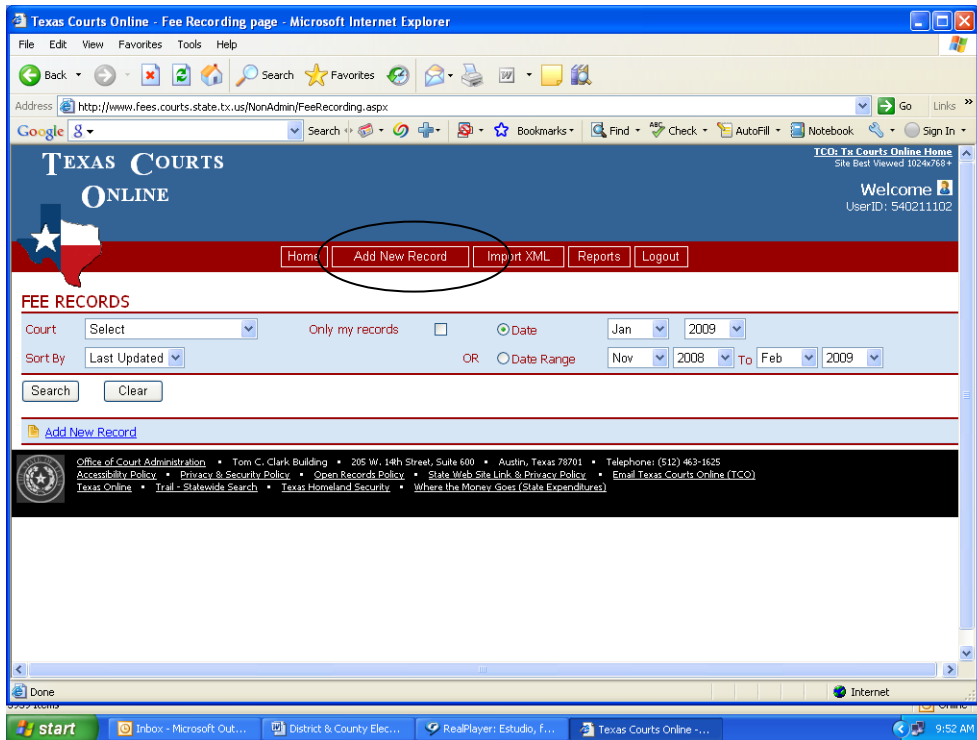 Texas Courts Online - Fee Recording page - Microsoft Internet Explorer
File Edit View Favorites Tools Help
Back Search Favorites
Address http://www.fees.courts.state.tx.us/NonAdmin/FeeRecording.aspx Go Links »
Google Search Bookmarks Find ABC Check AutoFill Notebook Sign In
TEXAS COURTS
ONLINE
TCO: Tx Courts Online Home
Site Best Viewed 1024x768+
Welcome
UserID: 540211102
Home Add New Record Import XML Reports Logout
FEE RECORDS
Court Select Only my records Date Jan 2009
Sort By Last Updated OR Date Range Nov 2008 To Feb 2009
Search Clear
Add New Record
Office of Court Administration ▪ Tom C. Clark Building ▪ 205 W. 14th Street, Suite 600 ▪ Austin, Texas 78701 ▪ Telephone: (512) 463-1625
Accessibility Policy ▪ Privacy & Security Policy ▪ Open Records Policy ▪ State Web Site Link & Privacy Policy ▪ Email Texas Courts Online (TCO)
Texas Online ▪ Trail - Statewide Search ▪ Texas Homeland Security ▪ Where the Money Goes (State Expenditures)
Done Internet
start Inbox - Microsoft Out... District & County Elec... RealPlayer: Estudio, f... Texas Courts Online -... 9:52 AM